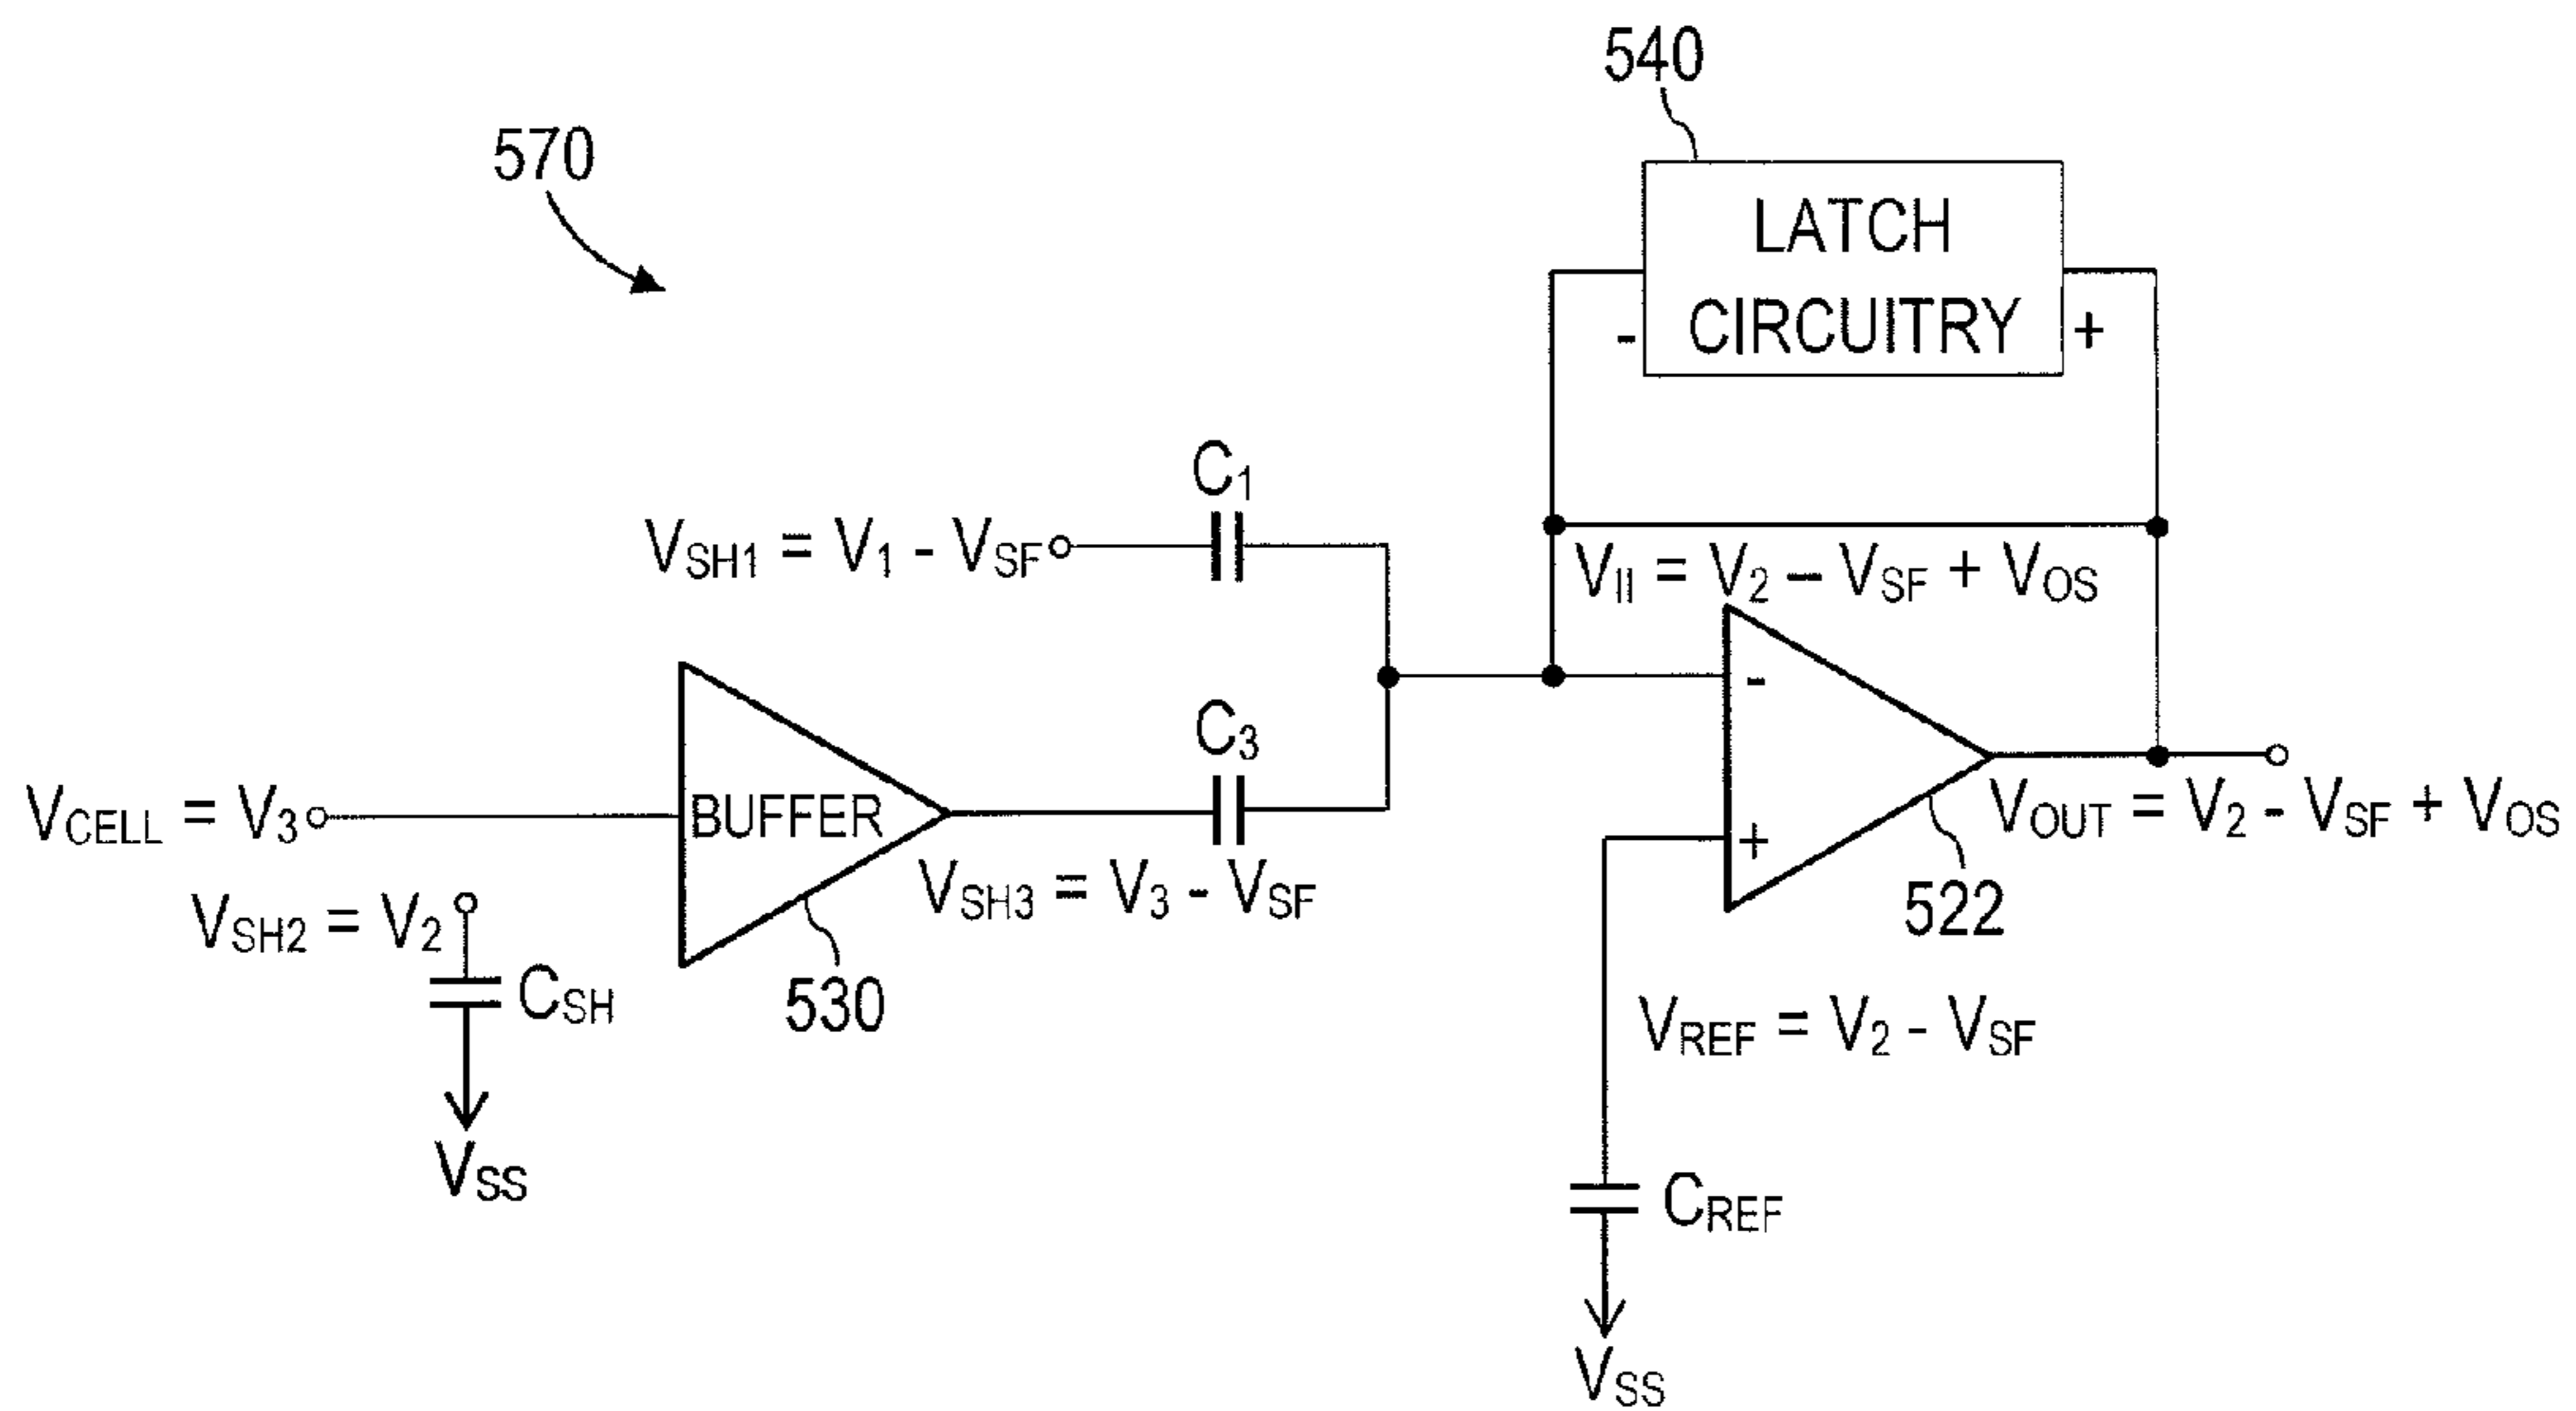 540
570
LATCH
CIRCUITRY
- +
C1
VSH1 = V1 - VSF
VII = V2 – VSF + VOS
-
C3
VCELL = V3
BUFFER
VOUT = V2 - VSF + VOS
+
VSH3 = V3 - VSF
522
VSH2 = V2
CSH
530
VREF = V2 - VSF
VSS
CREF
VSS